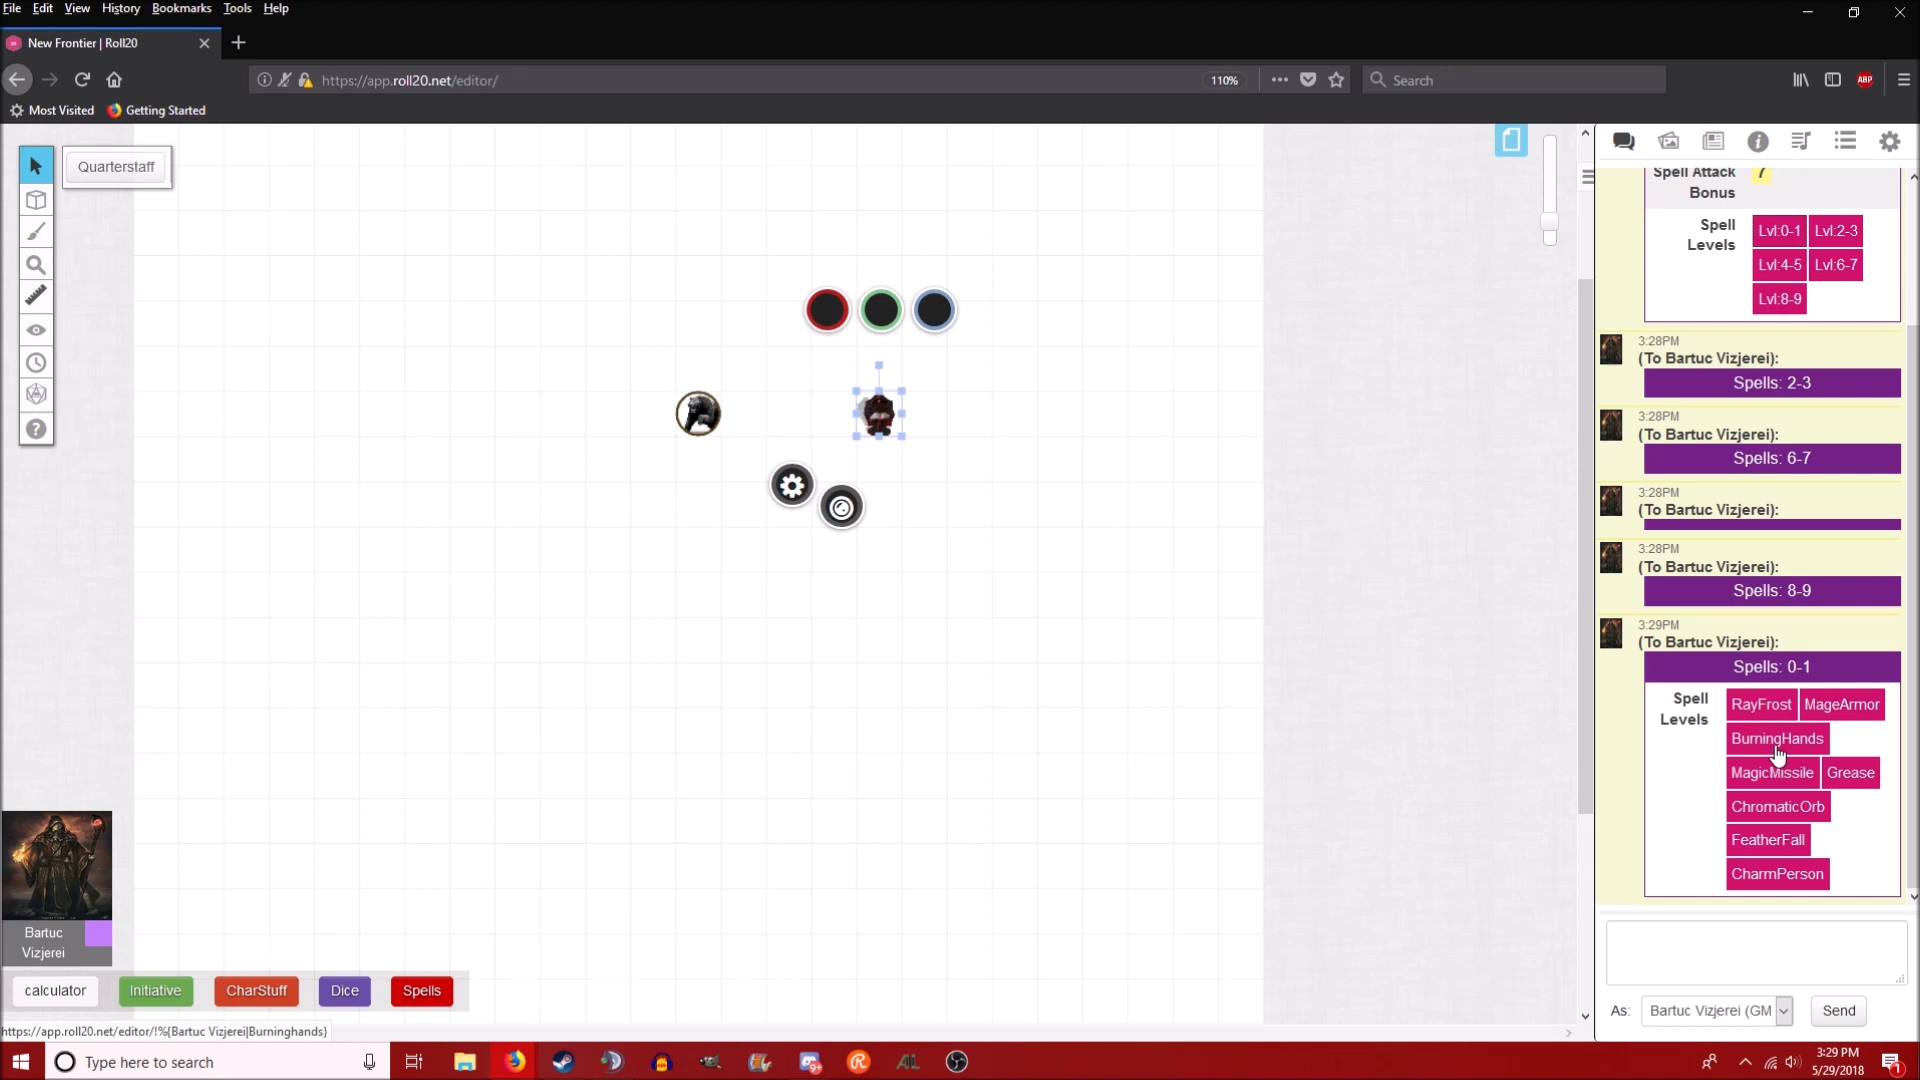 File Edit View History Bookmarks Tools Help
New Frontier | Roll20
https://app.roll20.net/editor/
110%
Search
ABP
Most Visited Getting Started
Quarterstaff
Spell Attack 7
Bonus
Spell Lvl:0-1 Lvl:2-3
Levels
Lvl:4-5 Lvl:6-7
Lvl:8-9
3:28PM
(To Bartuc Vizjerei):
Spells: 2-3
3:28PM
(To Bartuc Vizjerei):
Spells: 6-7
3:28PM
(To Bartuc Vizjerei):
3:28PM
(To Bartuc Vizjerei):
Spells: 8-9
3:29PM
(To Bartuc Vizjerei):
Spells: 0-1
Spell RayFrost MageArmor
Levels
BurningHands
MagicMissile Grease
ChromaticOrb
FeatherFall
CharmPerson
Bartuc
Vizjerei
calculator Initiative CharStuff Dice Spells
As: Bartuc Vizjerei (GM Send
https://app.roll20.net/editor/!%{Bartuc Vizjerei|Burninghands}
Type here to search
9+
AL
3:29 PM
5/29/2018
1